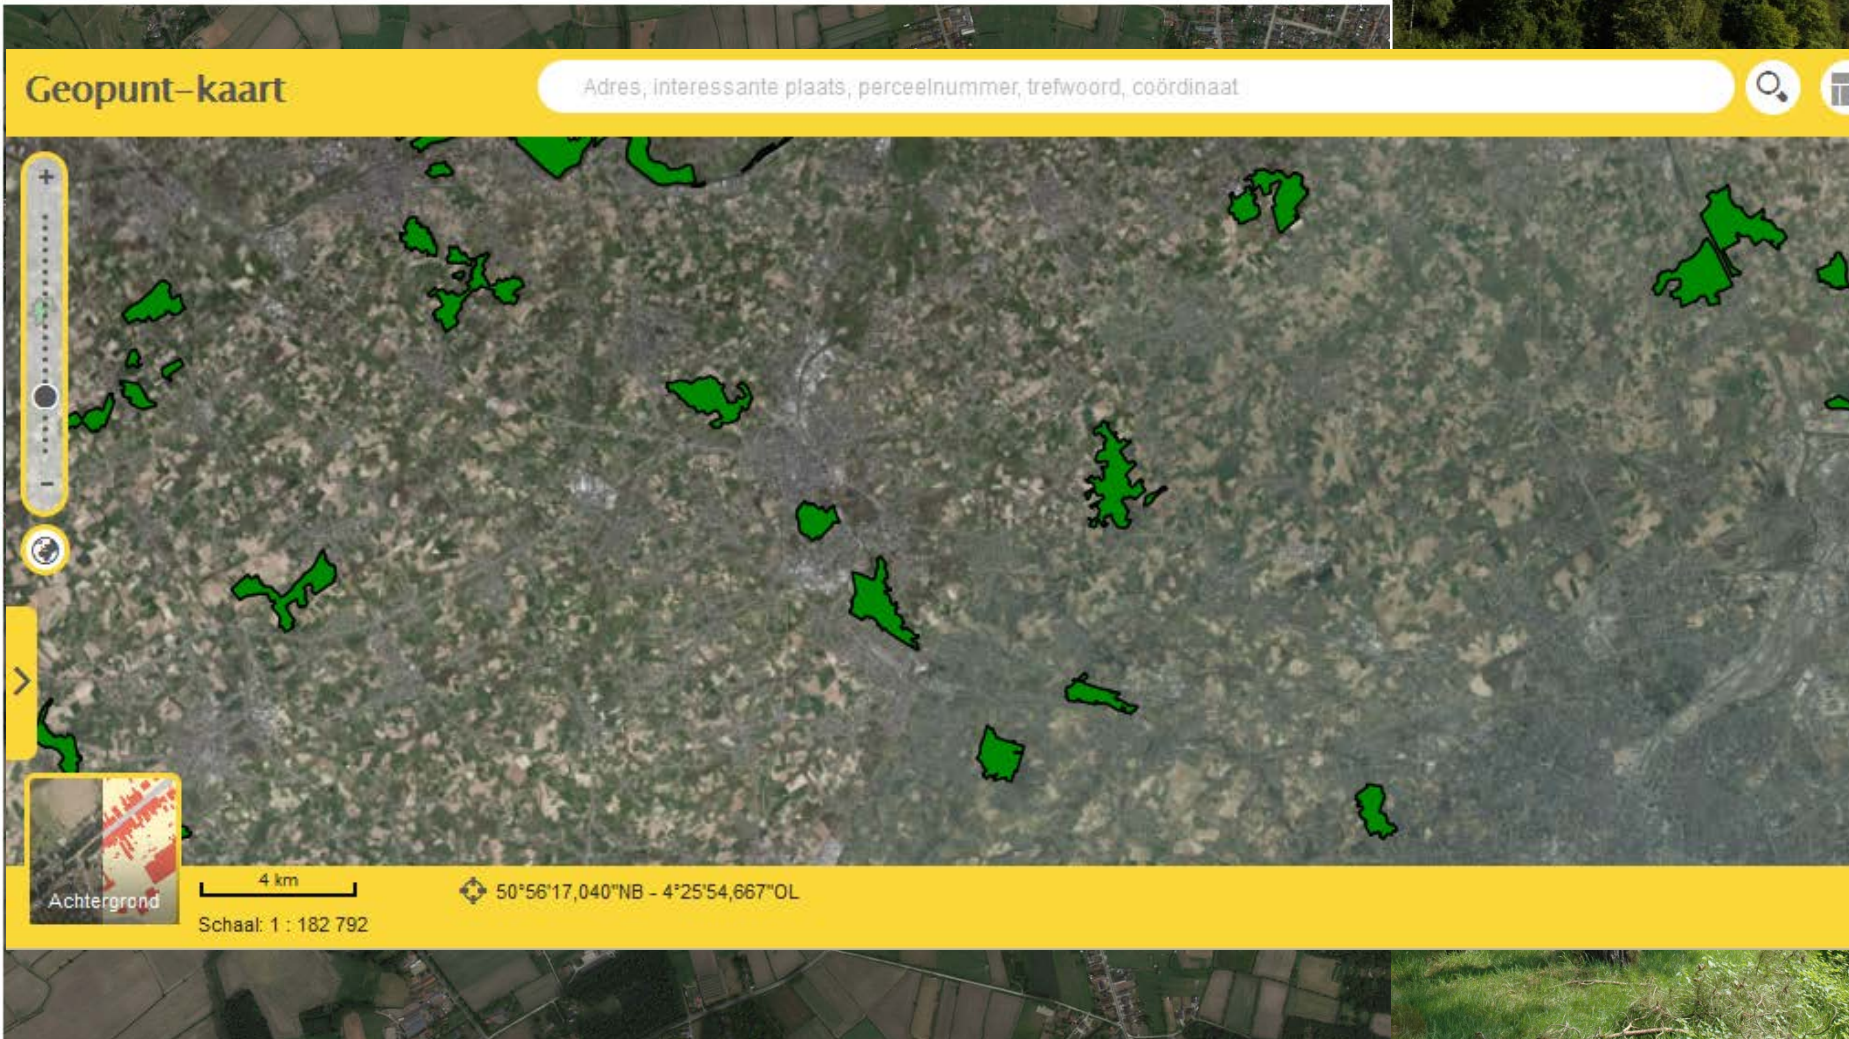 Geopunt-kaart
Adres, interessante plaats, perceelnummer, trefwoord, coördinaat
+
−
Achtergrond
4 km
50°56'17,040"NB - 4°25'54,667"OL
Schaal: 1 : 182 792